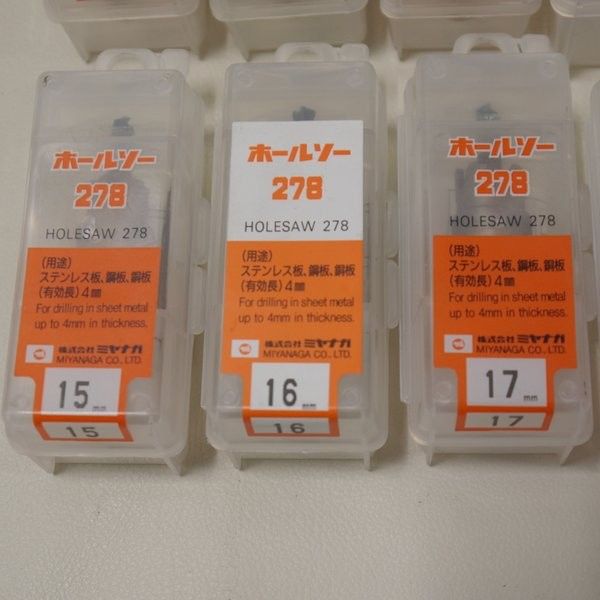 ホールソー
278
HOLESAW 278
(用途)
ステンレス板、鋼板、銅板
(有効長)4㎜
For drilling in sheet metal
up to 4mm in thickness.
株式会社 ミヤナガ
MIYANAGA CO., LTD.
15mm
15
ホールソー
278
HOLESAW 278
(用途)
ステンレス板、鋼板、銅板
(有効長)4㎜
For drilling in sheet metal
up to 4mm in thickness.
株式会社 ミヤナガ
MIYANAGA CO., LTD.
16mm
16
ホールソー
278
HOLESAW 278
(用途)
ステンレス板、鋼板、銅板
(有効長)4㎜
For drilling in sheet metal
up to 4mm in thickness.
株式会社 ミヤナガ
MIYANAGA CO., LTD.
17mm
17